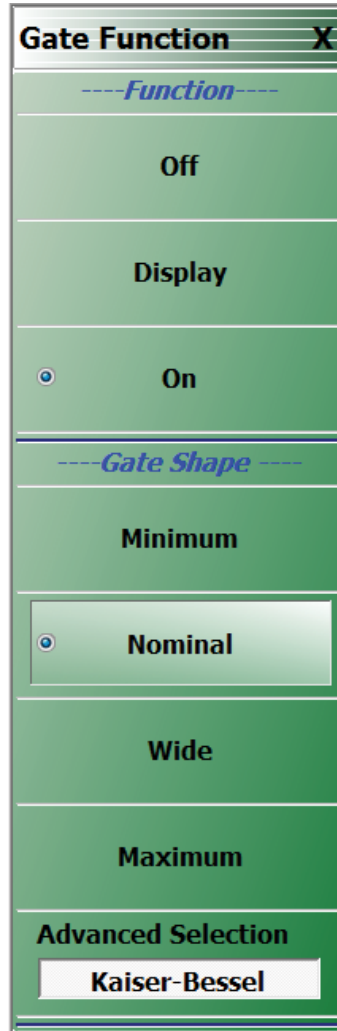 Gate Function X
----Function----
Off
Display
On
----Gate Shape ----
Minimum
Nominal
Wide
Maximum
Advanced Selection
Kaiser-Bessel